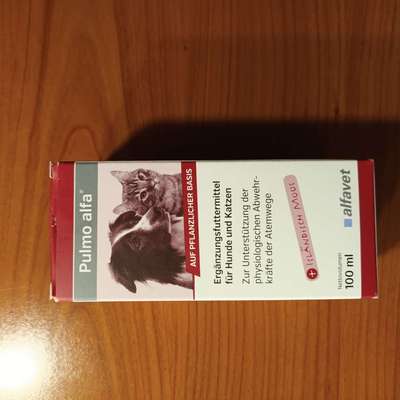 Pulmo alfa®
AUF PFLANZLICHER BASIS
Ergänzungsfuttermittel
für Hunde und Katzen
Zur Unterstützung der
physiologischen Abwehr-
kräfte der Atemwege
+ ISLÄNDISCH MOOS
Nettovolumen
100 ml
alfavet